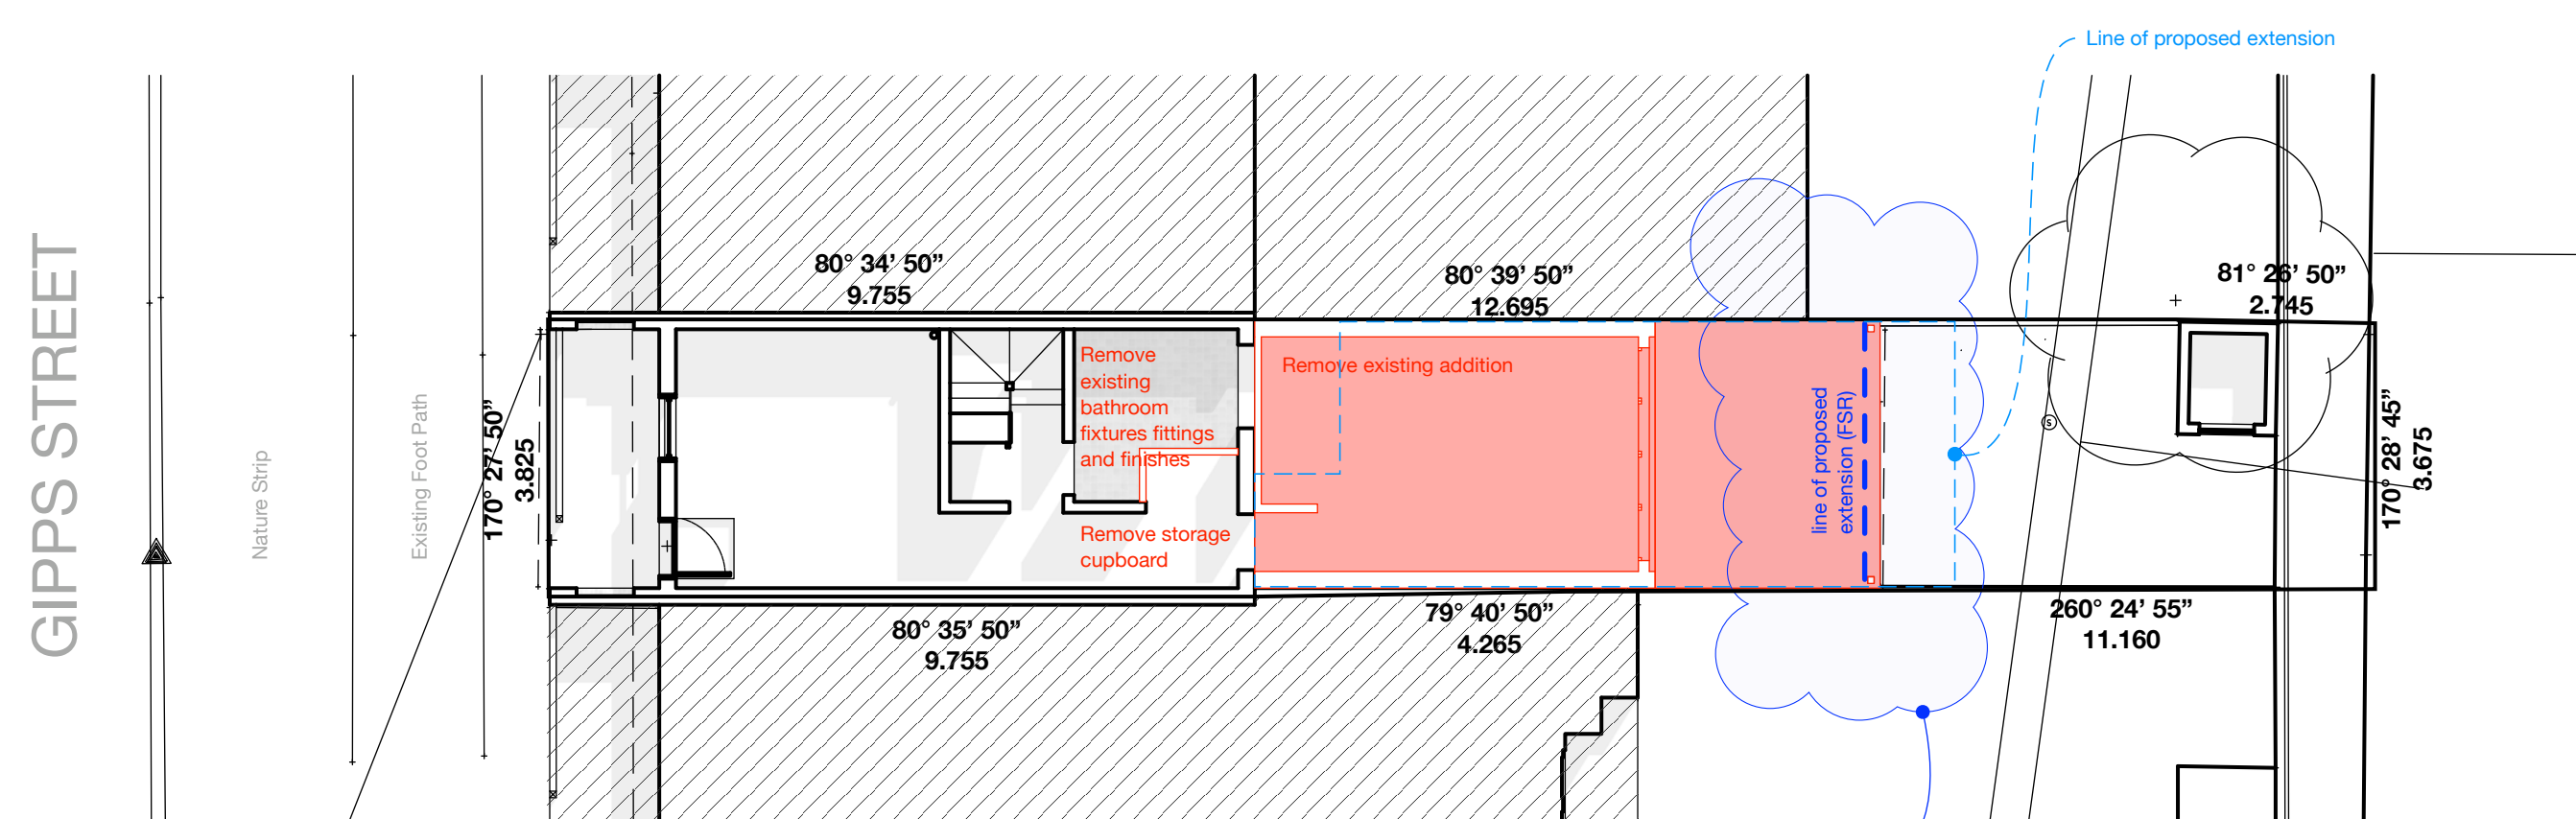 Line of proposed extension
80° 34’ 50”
9.755
80° 39’ 50”
12.695
81° 26’ 50”
2.745
GIPPS STREET
Nature Strip
Existing Foot Path
170° 27’ 50”
3.825
Remove
existing
bathroom
fixtures fittings
and finishes
Remove storage
cupboard
Remove existing addition
line of proposed
extension (FSR)
S
170° 28’ 45”
3.675
80° 35’ 50”
9.755
79° 40’ 50”
4.265
260° 24’ 55”
11.160